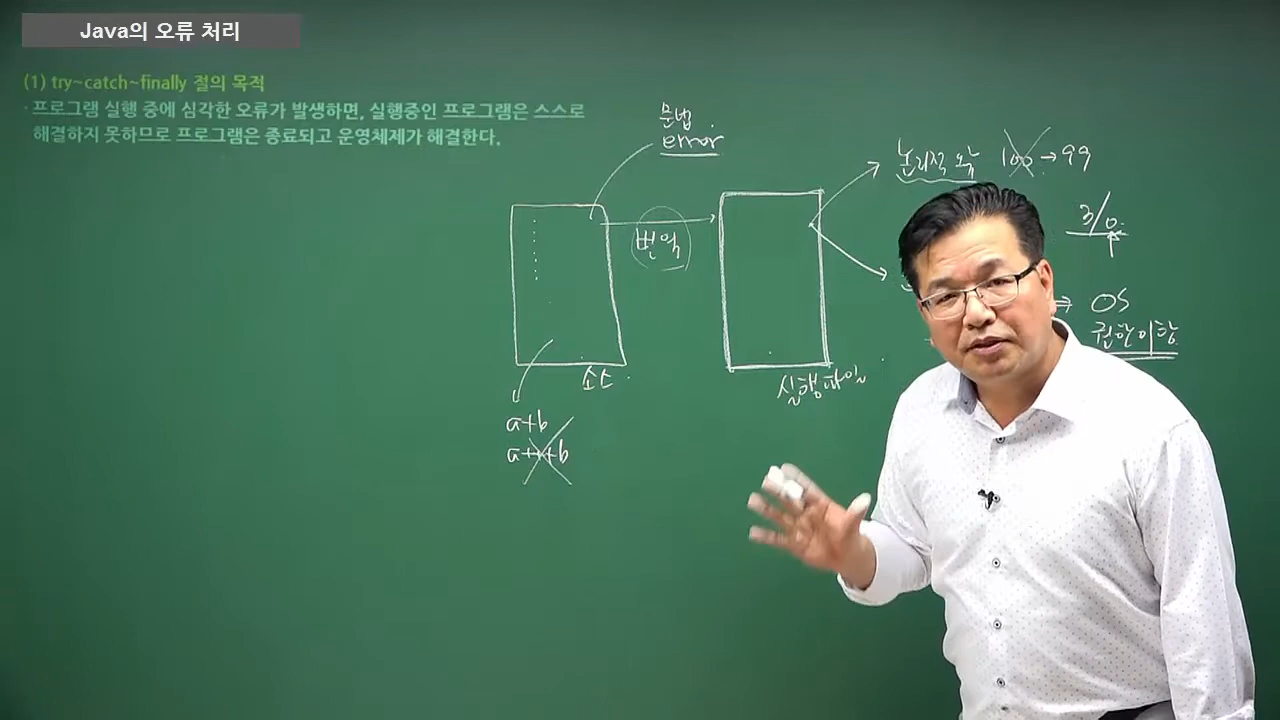 Java의 오류 처리
(1) try~catch~finally 절의 목적
· 프로그램 실행 중에 심각한 오류가 발생하면, 실행중인 프로그램은 스스로
해결하지 못하므로 프로그램은 종료되고 운영체제가 해결한다.
문법
error
번역
소스
실행파일
a+b
a++b
논리적 오류 100→99
3/0
⇒ OS
권한이양